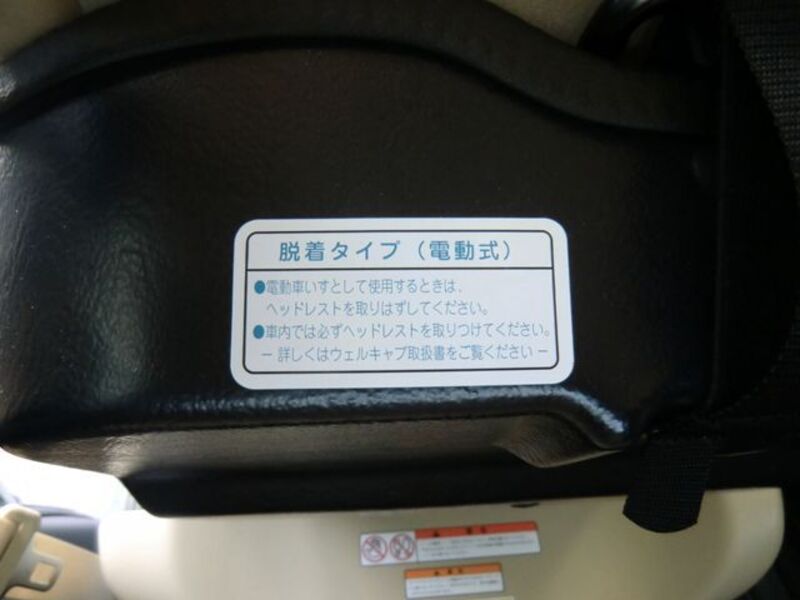 脱着タイプ（電動式）
●電動車いすとして使用するときは、
ヘッドレストを取りはずしてください。
●車内では必ずヘッドレストを取りつけてください。
－ 詳しくはウェルキャブ取扱書をご覧ください －